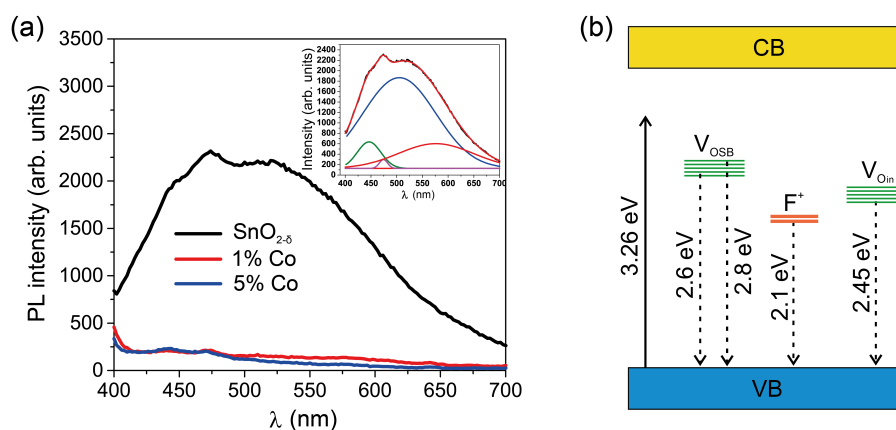 (a)
3500
3000
2500
2000
1500
1000
500
0
PL intensity (arb. units)
400 450 500 550 600 650 700
λ (nm)
SnO2-δ
1% Co
5% Co
2200
2000
1800
1600
1400
1200
1000
800
600
400
200
0
Intensity (arb. units)
400 450 500 550 600 650 700
λ (nm)
(b)
CB
VOSB
VOin
F+
3.26 eV
2.6 eV
2.8 eV
2.1 eV
2.45 eV
VB